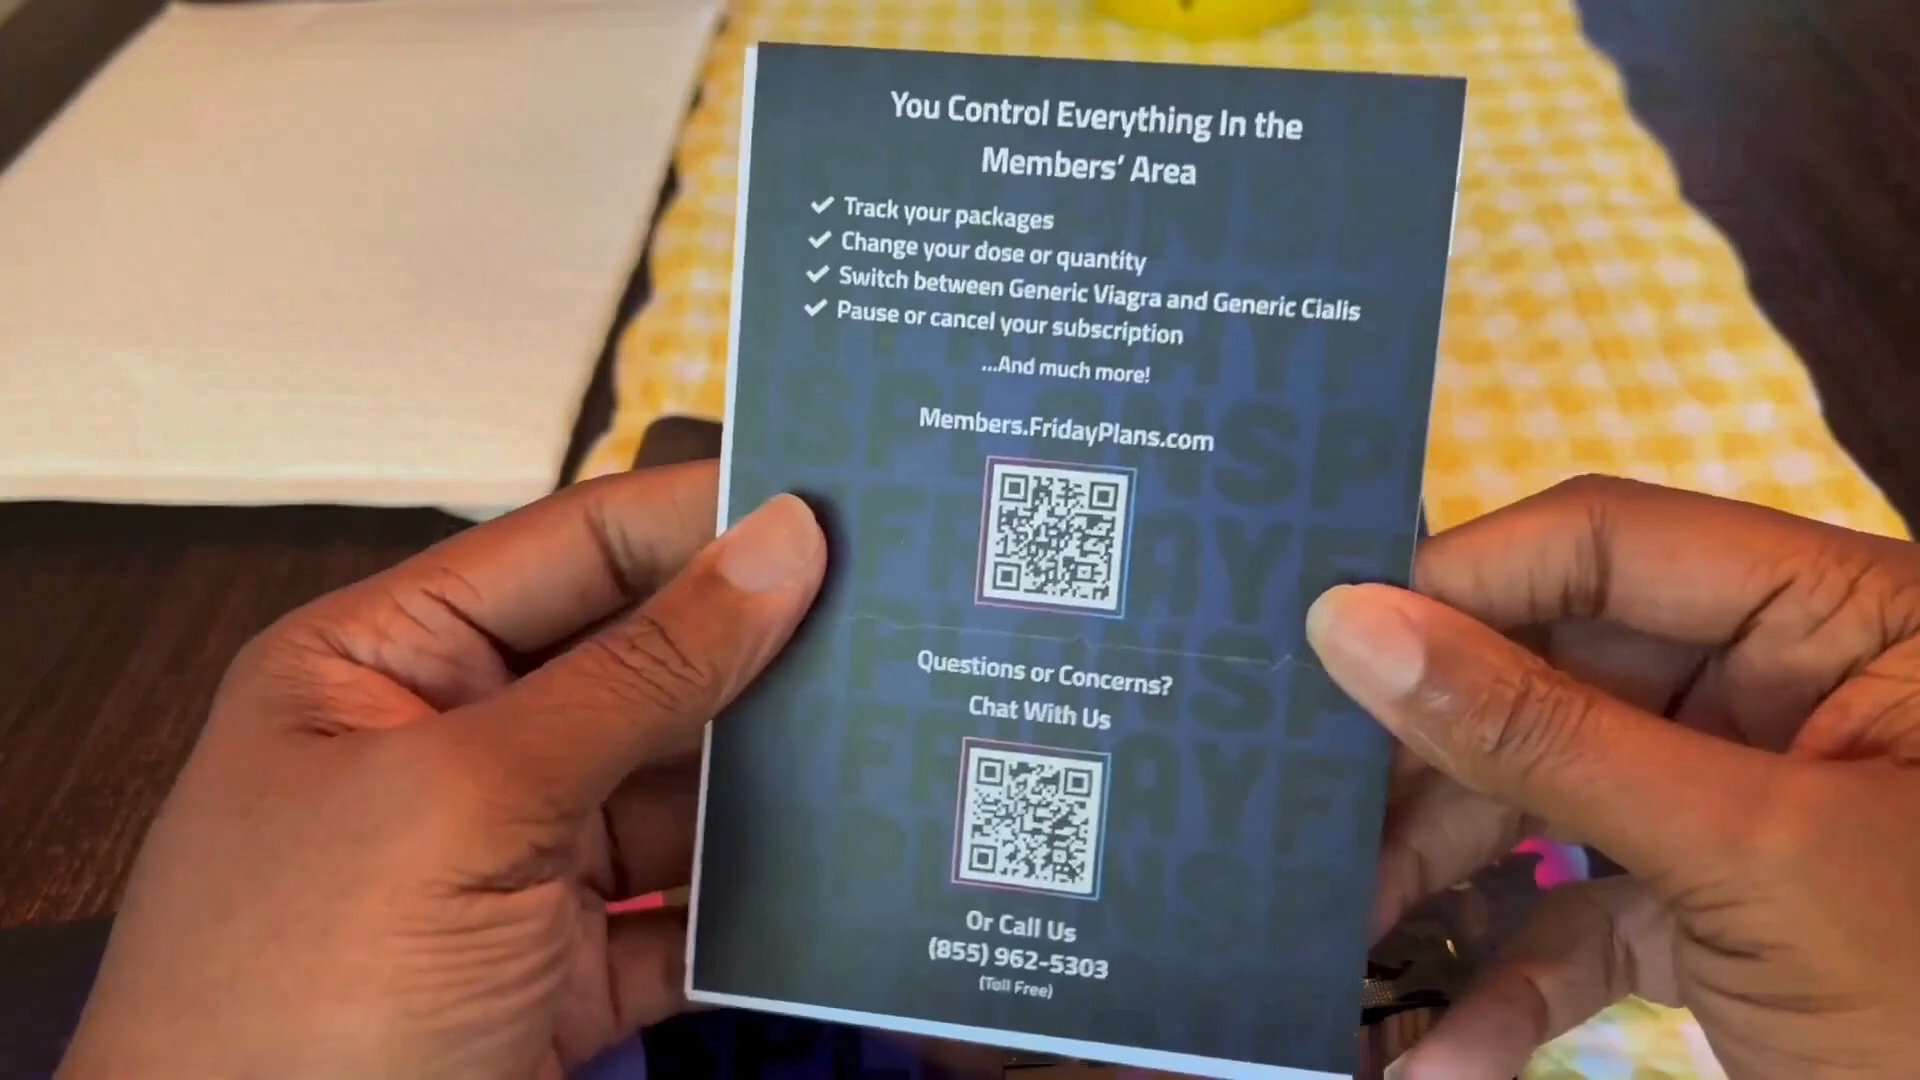 You Control Everything In the
Members' Area
✓ Track your packages
✓ Change your dose or quantity
✓ Switch between Generic Viagra and Generic Cialis
✓ Pause or cancel your subscription
...And much more!
Members.FridayPlans.com
Questions or Concerns?
Chat With Us
Or Call Us
(855) 962-5303
(Toll Free)